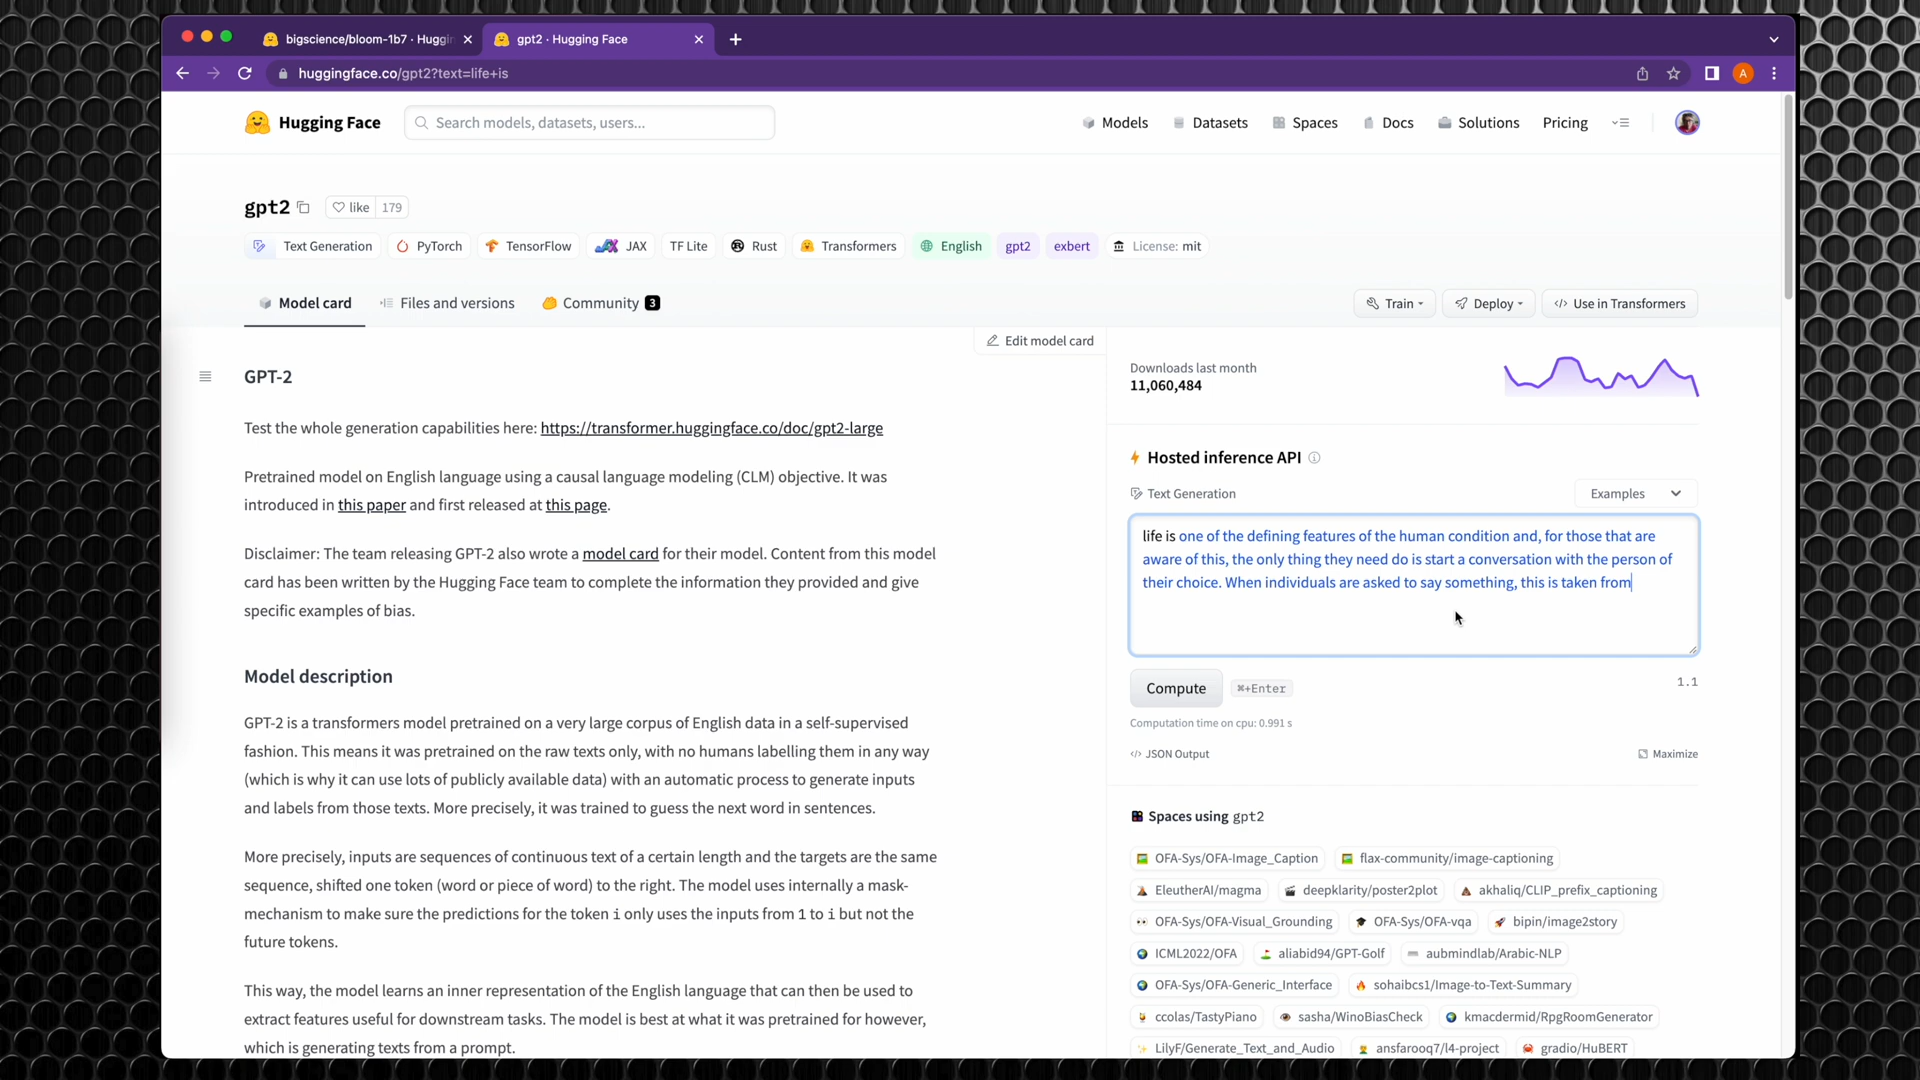 bigscience/bloom-1b7 · Huggin
gpt2 · Hugging Face
huggingface.co/gpt2?text=life+is
A
Hugging Face
Search models, datasets, users...
Models
Datasets
Spaces
Docs
Solutions
Pricing
gpt2
like 179
Text Generation
PyTorch
TensorFlow
JAX
TF Lite
Rust
Transformers
English
gpt2
exbert
License: mit
Model card
Files and versions
Community 3
Train
Deploy
</> Use in Transformers
Edit model card
GPT-2
Test the whole generation capabilities here: https://transformer.huggingface.co/doc/gpt2-large
Pretrained model on English language using a causal language modeling (CLM) objective. It was
introduced in this paper and first released at this page.
Disclaimer: The team releasing GPT-2 also wrote a model card for their model. Content from this model
card has been written by the Hugging Face team to complete the information they provided and give
specific examples of bias.
Model description
GPT-2 is a transformers model pretrained on a very large corpus of English data in a self-supervised
fashion. This means it was pretrained on the raw texts only, with no humans labelling them in any way
(which is why it can use lots of publicly available data) with an automatic process to generate inputs
and labels from those texts. More precisely, it was trained to guess the next word in sentences.
More precisely, inputs are sequences of continuous text of a certain length and the targets are the same
sequence, shifted one token (word or piece of word) to the right. The model uses internally a mask-
mechanism to make sure the predictions for the token i only uses the inputs from 1 to i but not the
future tokens.
This way, the model learns an inner representation of the English language that can then be used to
extract features useful for downstream tasks. The model is best at what it was pretrained for however,
which is generating texts from a prompt.
Downloads last month
11,060,484
Hosted inference API
Text Generation
Examples
life is one of the defining features of the human condition and, for those that are
aware of this, the only thing they need do is start a conversation with the person of
their choice. When individuals are asked to say something, this is taken from
Compute
⌘+Enter
1.1
Computation time on cpu: 0.991 s
</> JSON Output
Maximize
Spaces using gpt2
OFA-Sys/OFA-Image_Caption
flax-community/image-captioning
EleutherAI/magma
deepklarity/poster2plot
akhaliq/CLIP_prefix_captioning
OFA-Sys/OFA-Visual_Grounding
OFA-Sys/OFA-vqa
bipin/image2story
ICML2022/OFA
aliabid94/GPT-Golf
aubmindlab/Arabic-NLP
OFA-Sys/OFA-Generic_Interface
sohaibcs1/Image-to-Text-Summary
ccolas/TastyPiano
sasha/WinoBiasCheck
kmacdermid/RpgRoomGenerator
LilyF/Generate_Text_and_Audio
ansfarooq7/l4-project
gradio/HuBERT